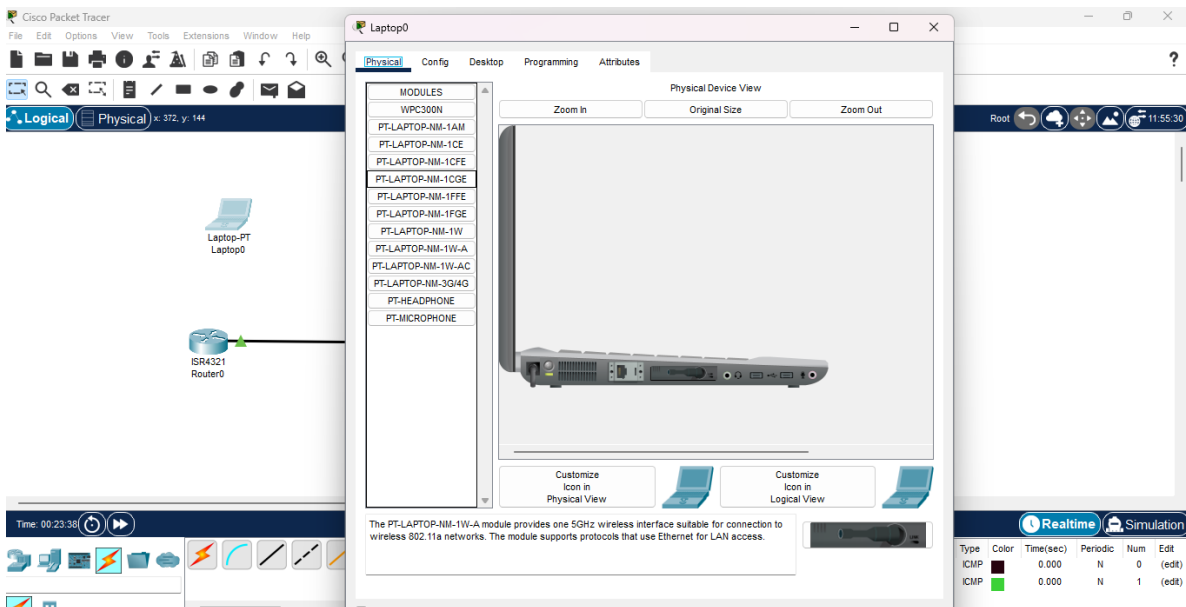 Cisco Packet Tracer
File Edit Options View Tools Extensions Window Help
Logical Physical x: 372, y: 144
Laptop-PT
Laptop0
ISR4321
Router0
Time: 00:23:38
Laptop0
Physical Config Desktop Programming Attributes
MODULES
WPC300N
PT-LAPTOP-NM-1AM
PT-LAPTOP-NM-1CE
PT-LAPTOP-NM-1CFE
PT-LAPTOP-NM-1CGE
PT-LAPTOP-NM-1FFE
PT-LAPTOP-NM-1FGE
PT-LAPTOP-NM-1W
PT-LAPTOP-NM-1W-A
PT-LAPTOP-NM-1W-AC
PT-LAPTOP-NM-3G/4G
PT-HEADPHONE
PT-MICROPHONE
Physical Device View
Zoom In Original Size Zoom Out
Customize
Icon in
Physical View
Customize
Icon in
Logical View
The PT-LAPTOP-NM-1W-A module provides one 5GHz wireless interface suitable for connection to
wireless 802.11a networks. The module supports protocols that use Ethernet for LAN access.
?
Root 11:55:30
Realtime Simulation
Type Color Time(sec) Periodic Num Edit
ICMP 0.000 N 0 (edit)
ICMP 0.000 N 1 (edit)